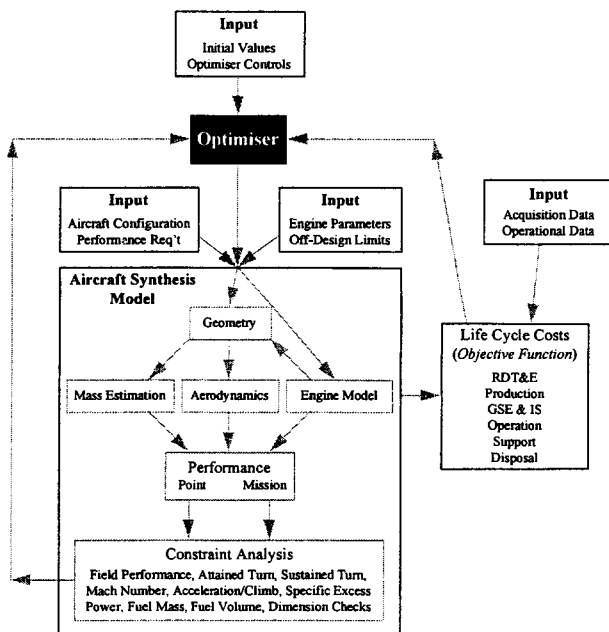 Input
Initial Values
Optimiser Controls
Optimiser
Input
Aircraft Configuration
Performance Req't
Input
Engine Parameters
Off-Design Limits
Input
Acquisition Data
Operational Data
Aircraft Synthesis
Model
Geometry
Mass Estimation
Aerodynamics
Engine Model
Performance
Point Mission
Constraint Analysis
Field Performance, Attained Turn, Sustained Turn,
Mach Number, Acceleration/Climb, Specific Excess
Power, Fuel Mass, Fuel Volume, Dimension Checks
Life Cycle Costs
(Objective Function)
RDT&E
Production
GSE & IS
Operation
Support
Disposal